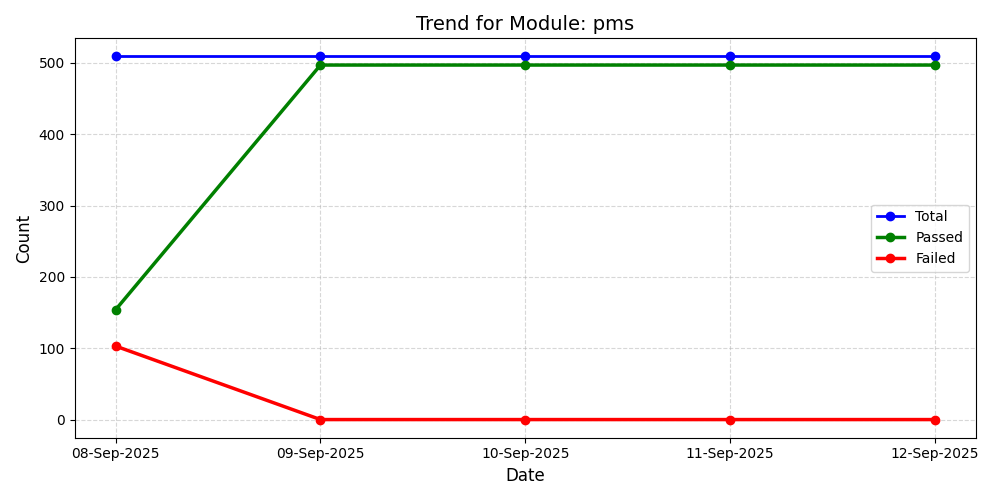 Trend for Module: pms
Count
500
400
300
200
100
0
Total
Passed
Failed
08-Sep-2025
09-Sep-2025
10-Sep-2025
11-Sep-2025
12-Sep-2025
Date